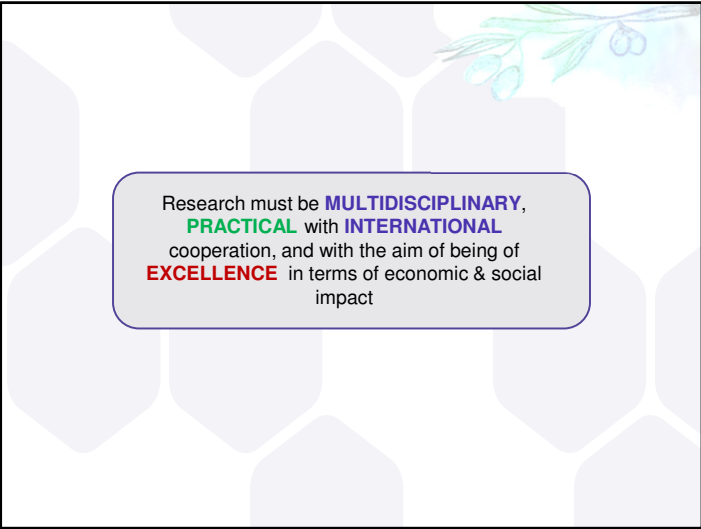 Research must be MULTIDISCIPLINARY,
PRACTICAL with INTERNATIONAL
cooperation, and with the aim of being of
EXCELLENCE in terms of economic & social
impact